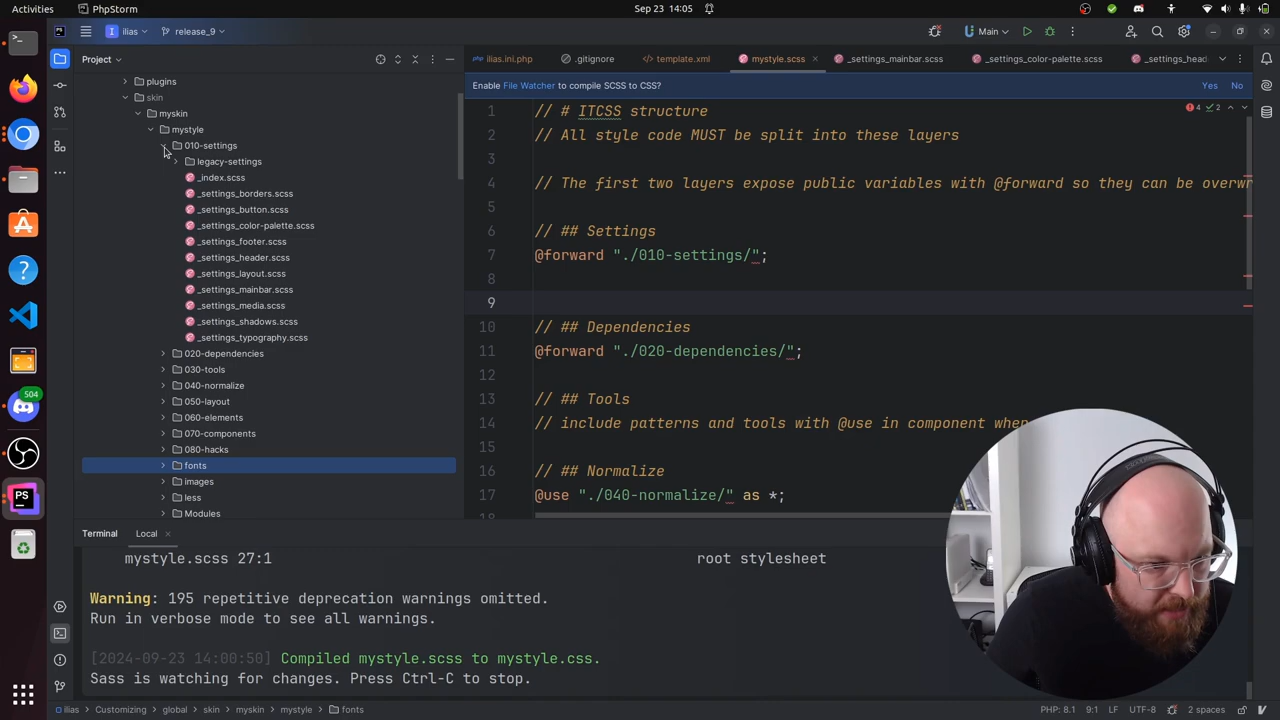 Activities
PhpStorm
Sep 23 14:05
ilias
release_9
Main
Project
ilias.ini.php
.gitignore
template.xml
mystyle.scss
_settings_mainbar.scss
_settings_color-palette.scss
_settings_head
Enable File Watcher to compile SCSS to CSS?
Yes
No
plugins
skin
myskin
mystyle
010-settings
legacy-settings
_index.scss
_settings_borders.scss
_settings_button.scss
_settings_color-palette.scss
_settings_footer.scss
_settings_header.scss
_settings_layout.scss
_settings_mainbar.scss
_settings_media.scss
_settings_shadows.scss
_settings_typography.scss
020-dependencies
030-tools
040-normalize
050-layout
060-elements
070-components
080-hacks
fonts
images
less
Modules
4
2
1 // # ITCSS structure
2 // All style code MUST be split into these layers
3
4 // The first two layers expose public variables with @forward so they can be overwr
5
6 // ## Settings
7 @forward "./010-settings/";
8
9
10 // ## Dependencies
11 @forward "./020-dependencies/";
12
13 // ## Tools
14 // include patterns and tools with @use in component when
15
16 // ## Normalize
17 @use "./040-normalize/" as *;
18
504
PS
Terminal
Local
mystyle.scss 27:1 root stylesheet
Warning: 195 repetitive deprecation warnings omitted.
Run in verbose mode to see all warnings.
[2024-09-23 14:00:50] Compiled mystyle.scss to mystyle.css.
Sass is watching for changes. Press Ctrl-C to stop.
ilias
Customizing
global
skin
myskin
mystyle
fonts
PHP: 8.1
9:1
LF
UTF-8
2 spaces